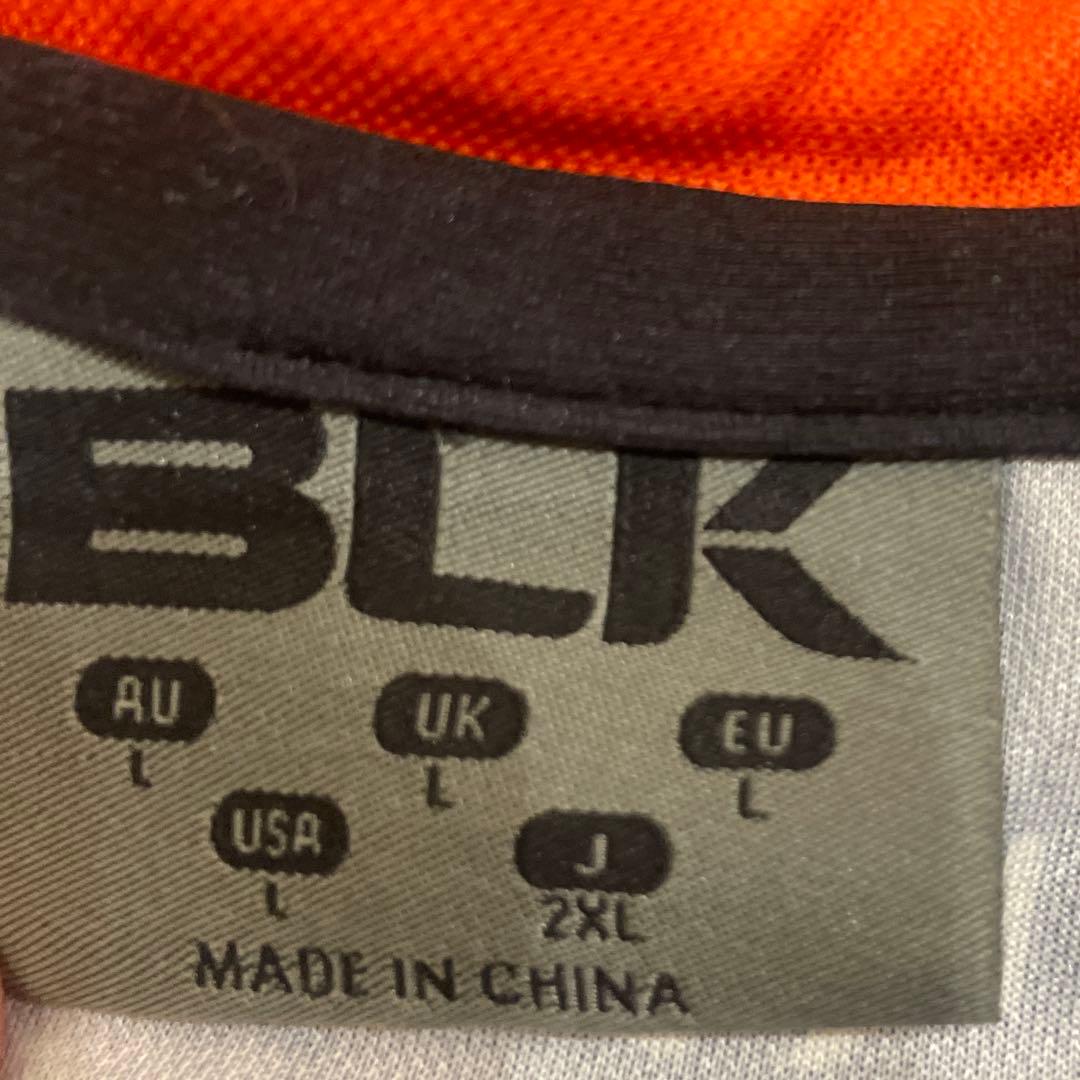 BLK
AU UK EU
L L L
USA J
L 2XL
MADE IN CHINA